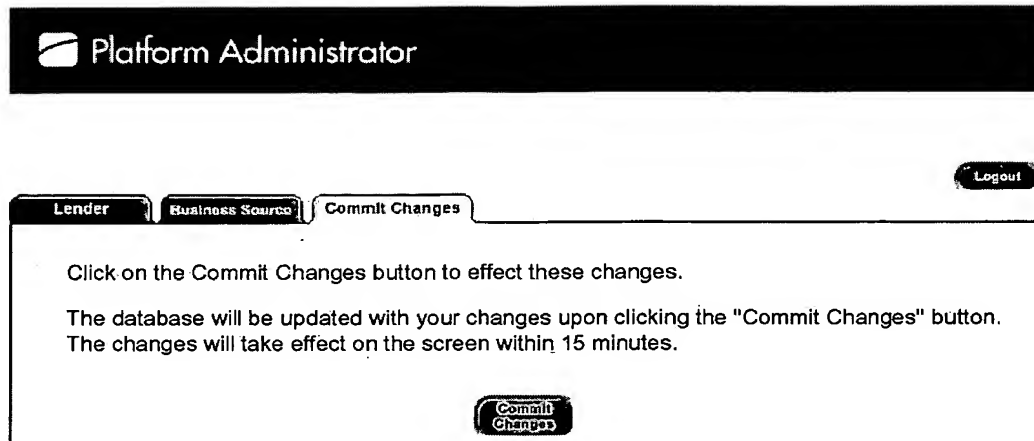 Platform Administrator
Logout
Lender Business Source Commit Changes
Click on the Commit Changes button to effect these changes.
The database will be updated with your changes upon clicking the "Commit Changes" button.
The changes will take effect on the screen within 15 minutes.
Commit
Changes